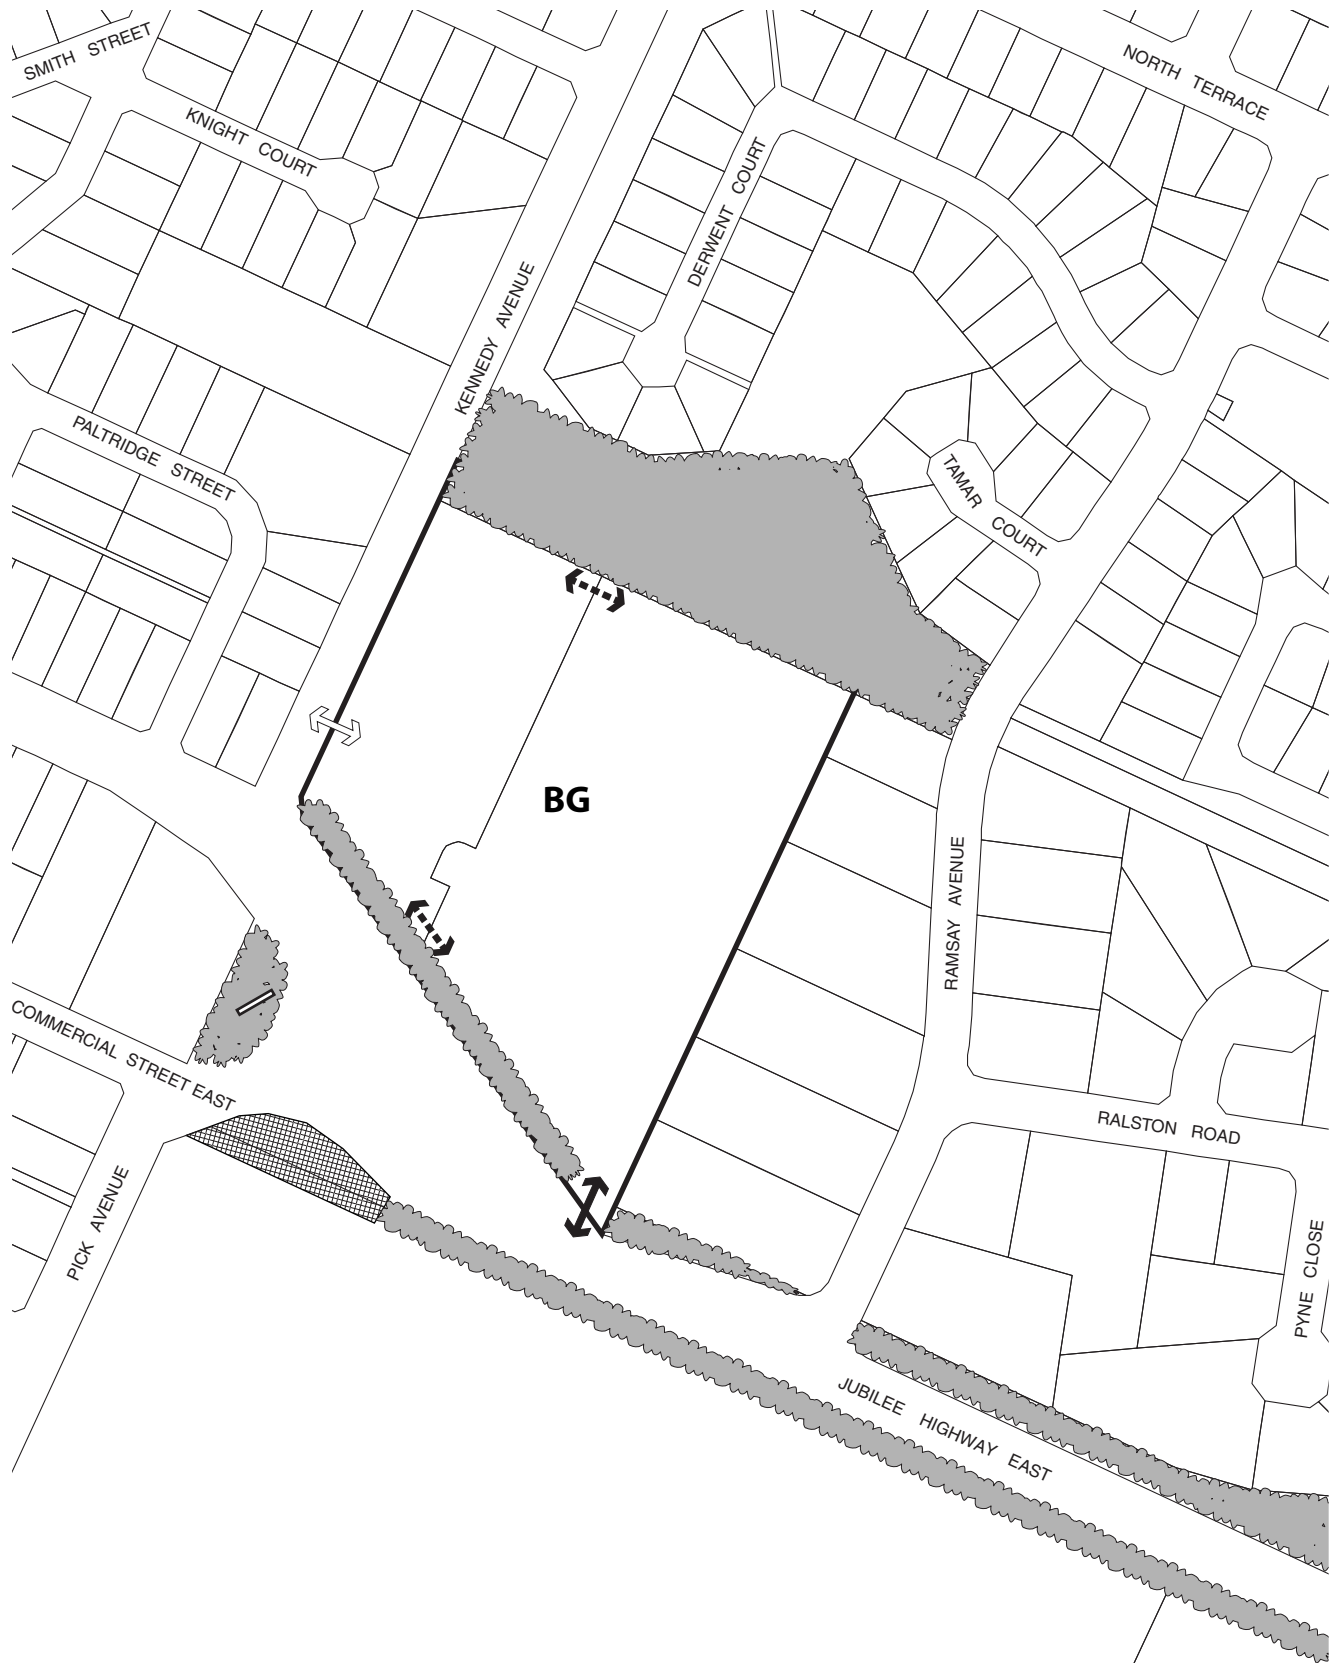 SMITH STREET
NORTH TERRACE
KNIGHT COURT
DERWENT COURT
KENNEDY AVENUE
PALTRIDGE STREET
TAMAR COURT
BG
RAMSAY AVENUE
COMMERCIAL STREET EAST
RALSTON ROAD
PICK AVENUE
PYNE CLOSE
JUBILEE HIGHWAY EAST